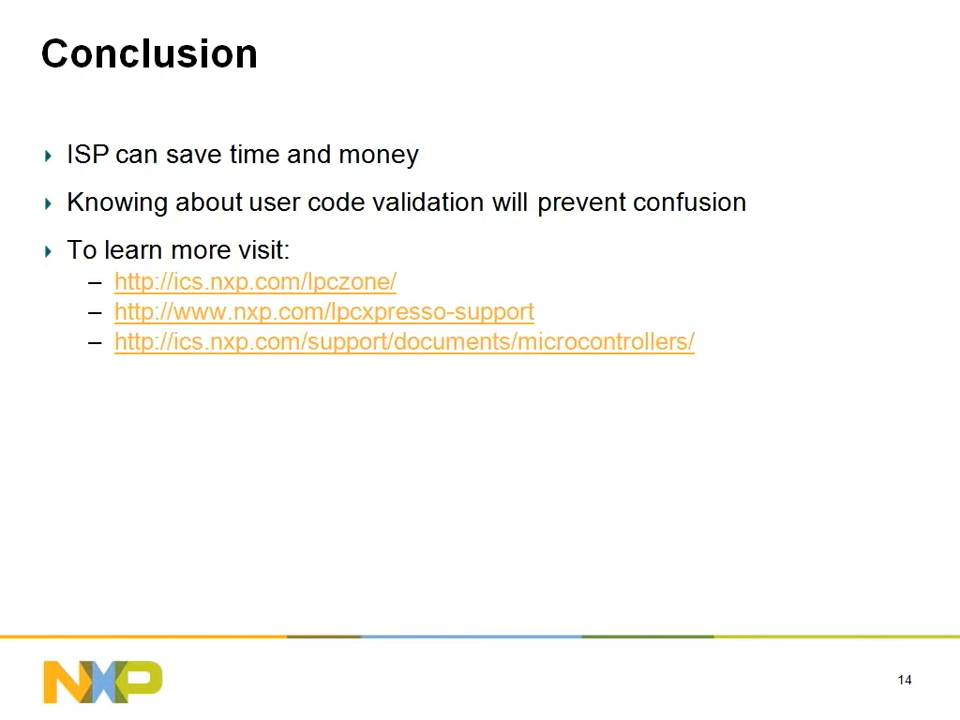 Conclusion
ISP can save time and money
Knowing about user code validation will prevent confusion
To learn more visit:
– http://ics.nxp.com/lpczone/
– http://www.nxp.com/lpcxpresso-support
– http://ics.nxp.com/support/documents/microcontrollers/
NXP
14